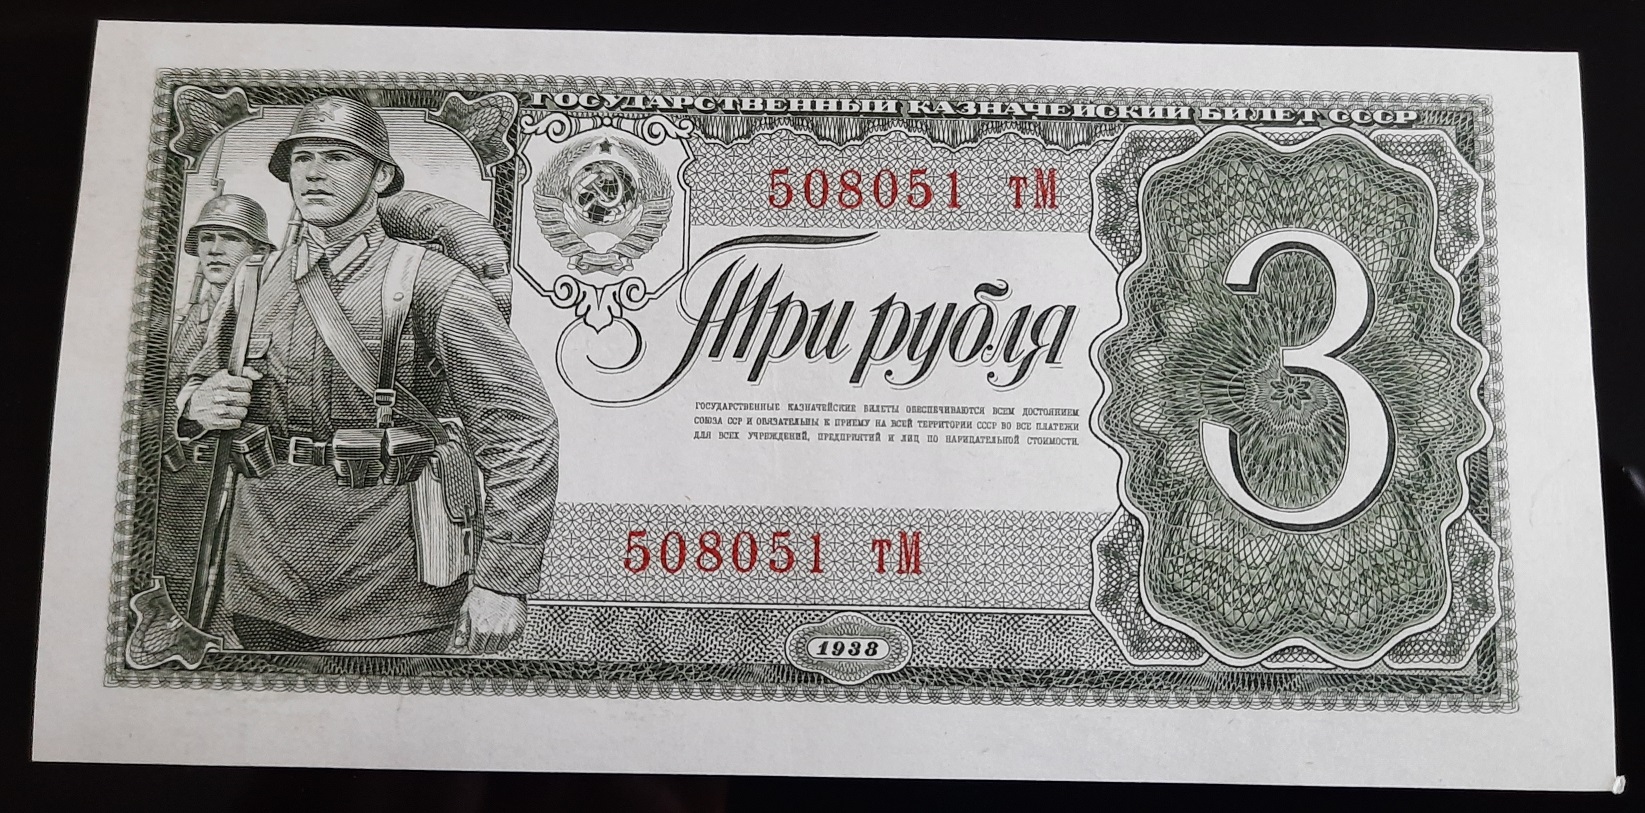 ГОСУДАРСТВЕННЫЙ КАЗНАЧЕЙСКИЙ БИЛЕТ СССР
508051 тМ
Три рубля
3
ГОСУДАРСТВЕННЫЕ КАЗНАЧЕЙСКИЕ БИЛЕТЫ ОБЕСПЕЧИВАЮТСЯ ВСЕМ ДОСТОЯНИЕМ
СОЮЗА ССР И ОБЯЗАТЕЛЬНЫ К ПРИЕМУ НА ВСЕЙ ТЕРРИТОРИИ СССР ВО ВСЕ ПЛАТЕЖИ
ДЛЯ ВСЕХ УЧРЕЖДЕНИЙ, ПРЕДПРИЯТИЙ И ЛИЦ ПО НАРИЦАТЕЛЬНОЙ СТОИМОСТИ.
508051 тМ
1938